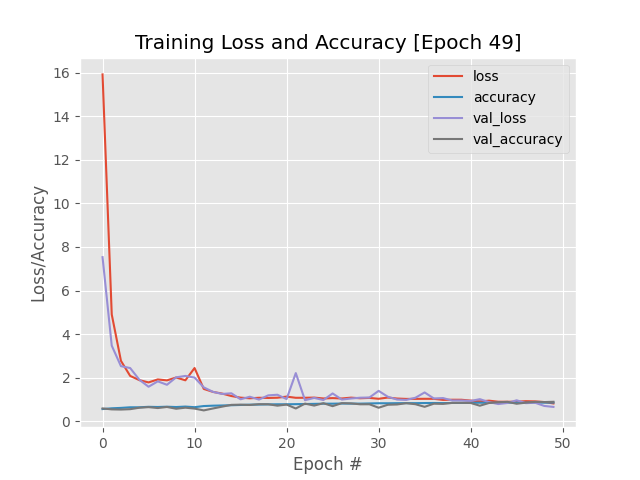 Training Loss and Accuracy [Epoch 49]
loss
accuracy
val_loss
val_accuracy
Loss/Accuracy
16
14
12
10
8
6
4
2
0
0 10 20 30 40 50
Epoch #